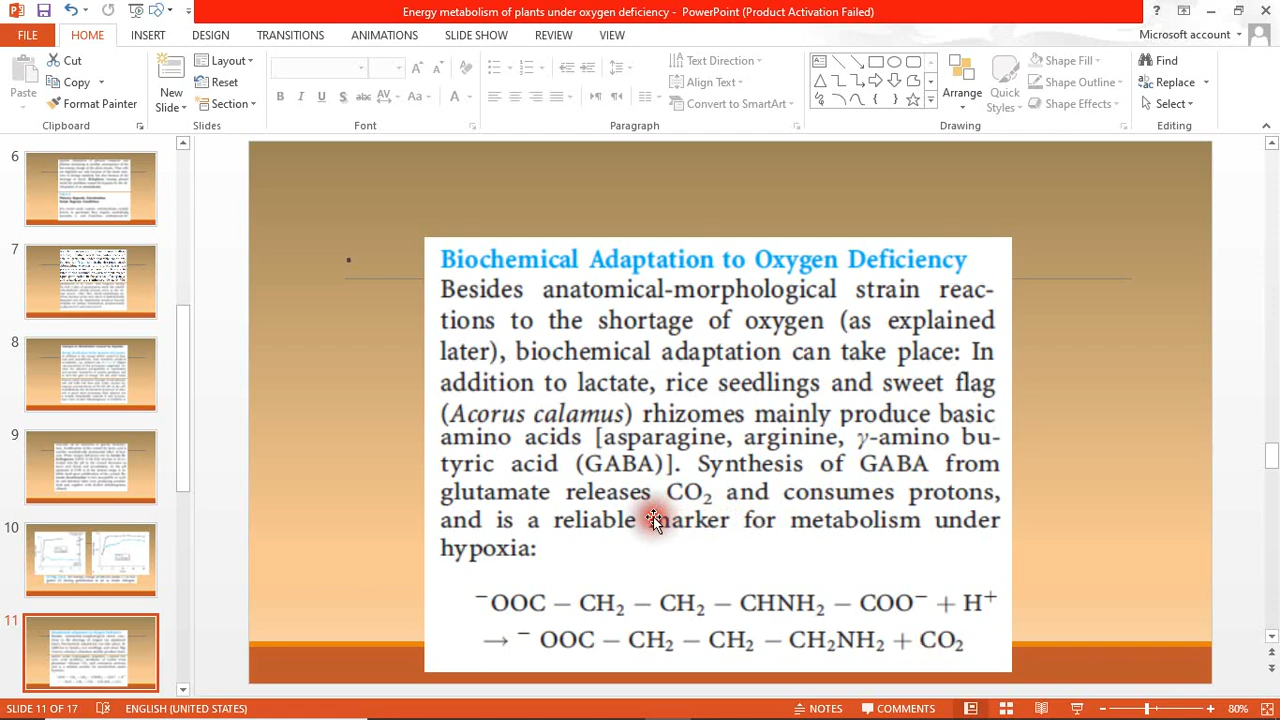 Energy metabolism of plants under oxygen deficiency - PowerPoint (Product Activation Failed)
FILE HOME INSERT DESIGN TRANSITIONS ANIMATIONS SLIDE SHOW REVIEW VIEW Microsoft account
Paste
Cut
Copy
Format Painter
Clipboard
New Slide
Layout
Reset
Section
Slides
Font
Paragraph
Text Direction
Align Text
Convert to SmartArt
Arrange
Quick Styles
Shape Fill
Shape Outline
Shape Effects
Drawing
Find
Replace
Select
Editing
6
7
8
9
10
11
Biochemical Adaptation to Oxygen Deficiency
Besides anatomical-morphological strain reac-
tions to the shortage of oxygen (as explained
later), biochemical adaptation can take place: In
addition to lactate, rice seedlings and sweet flag
(Acorus calamus) rhizomes mainly produce basic
amino acids [asparagine, arginine, γ-amino bu-
tyric acid (GABA)]. Synthesis of GABA from
glutamate releases CO₂ and consumes protons,
and is a reliable marker for metabolism under
hypoxia:
⁻OOC – CH₂ – CH₂ – CHNH₂ – COO⁻ + H⁺
→ ⁻OOC – CH₂ – CH₂ CH₂NH₂ + CO₂
SLIDE 11 OF 17 ENGLISH (UNITED STATES) NOTES COMMENTS 80%